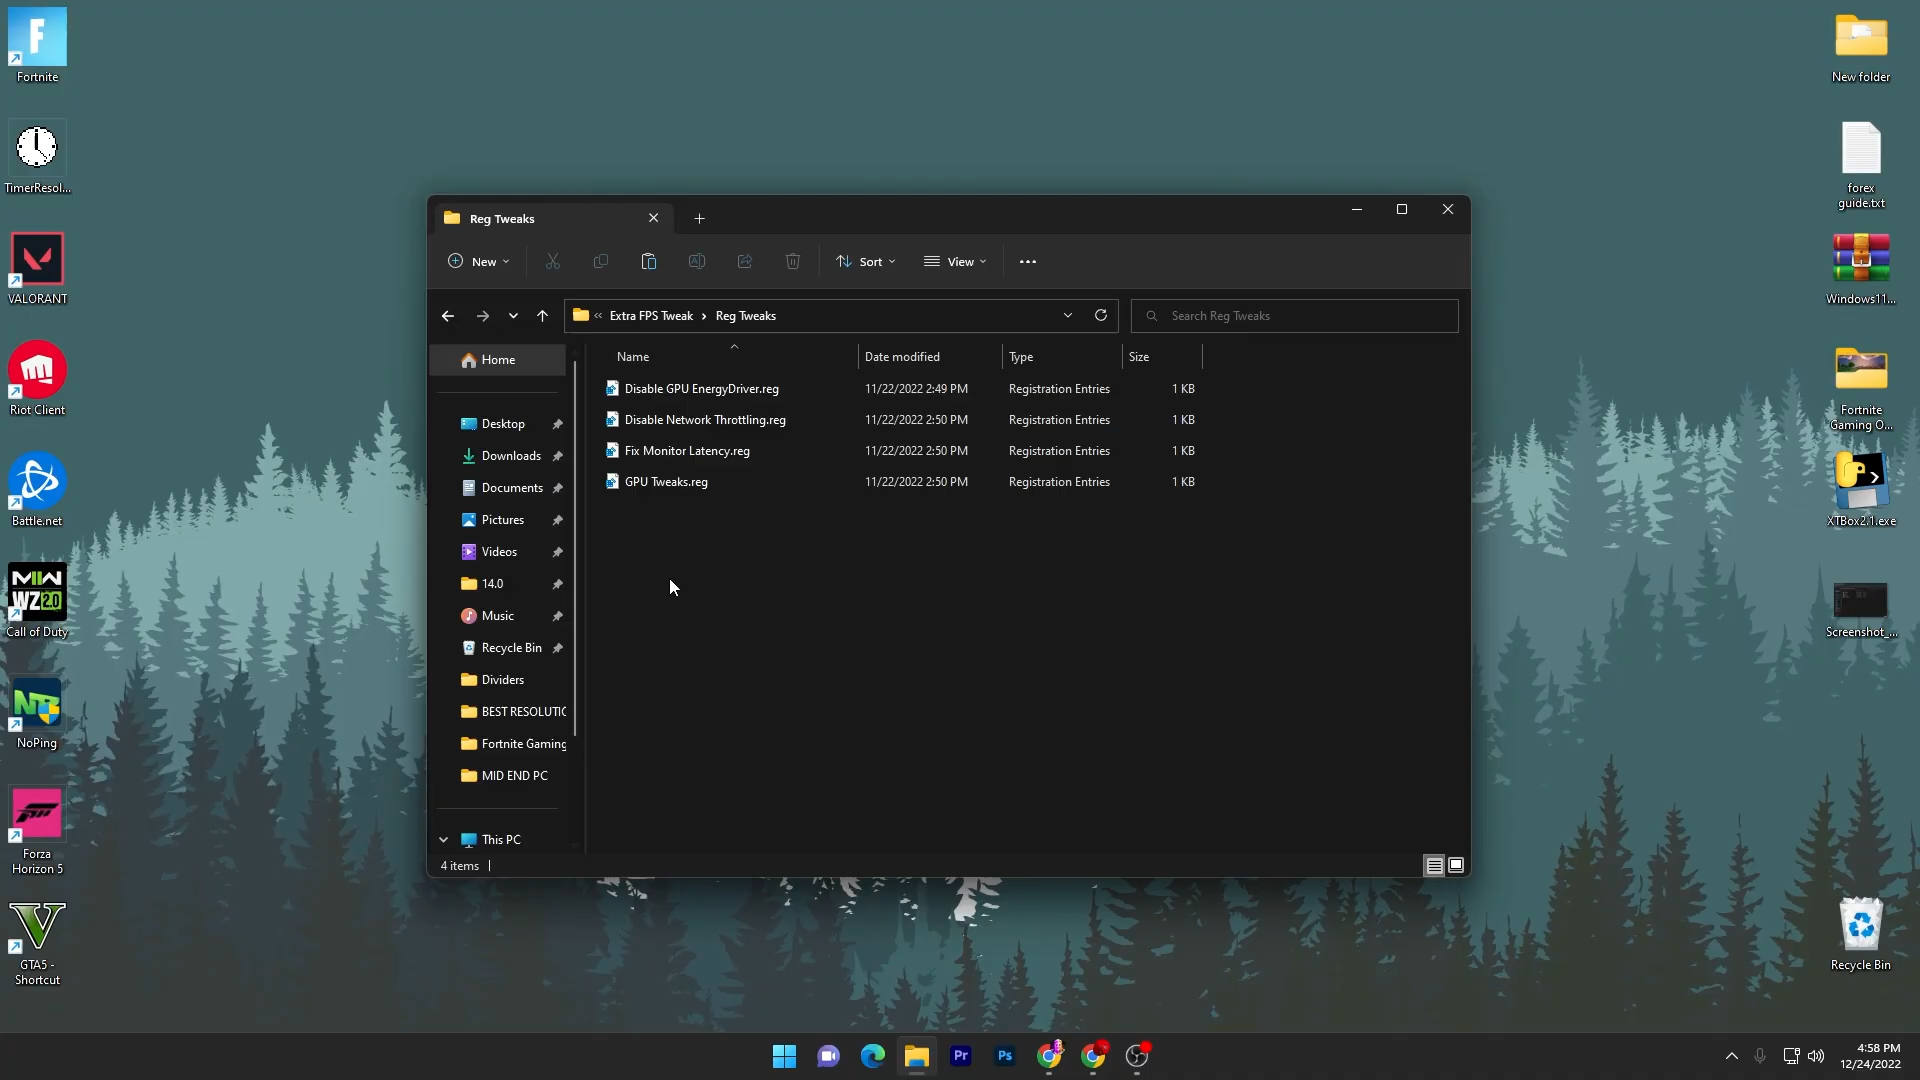 Fortnite
TimerResol...
VALORANT
Riot Client
Battle.net
MW
WZ 2.0
Call of Duty
NoPing
Forza
Horizon 5
GTA5 -
Shortcut
Reg Tweaks
New
Sort
View
Extra FPS Tweak
Reg Tweaks
Search Reg Tweaks
Home
Desktop
Downloads
Documents
Pictures
Videos
14.0
Music
Recycle Bin
Dividers
BEST RESOLUTIO
Fortnite Gaming
MID END PC
This PC
Name Date modified Type Size
Disable GPU EnergyDriver.reg 11/22/2022 2:49 PM Registration Entries 1 KB
Disable Network Throttling.reg 11/22/2022 2:50 PM Registration Entries 1 KB
Fix Monitor Latency.reg 11/22/2022 2:50 PM Registration Entries 1 KB
GPU Tweaks.reg 11/22/2022 2:50 PM Registration Entries 1 KB
4 items
New folder
forex
guide.txt
Windows11...
Fortnite
Gaming O...
XTBox2.1.exe
Screenshot_...
Recycle Bin
Pr
Ps
4:58 PM
12/24/2022